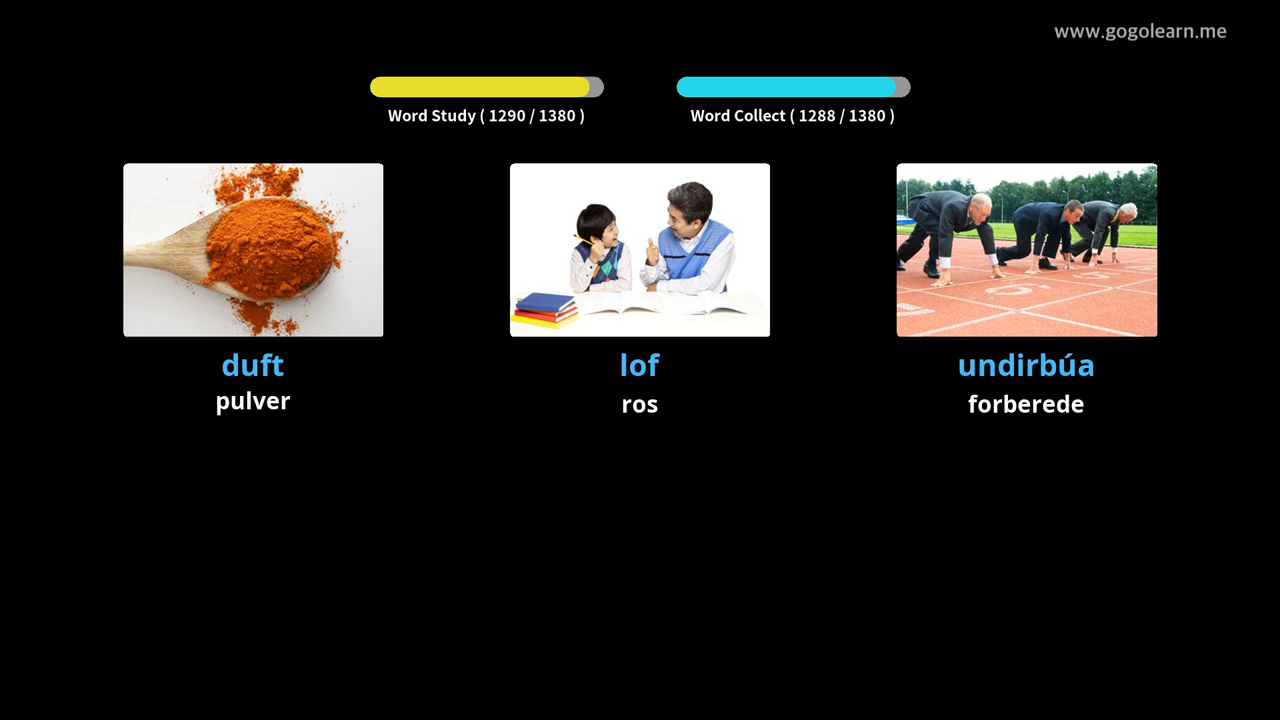 www.gogolearn.me
Word Study ( 1290 / 1380 )
Word Collect ( 1288 / 1380 )
duft
lof
undirbúa
pulver
ros
forberede